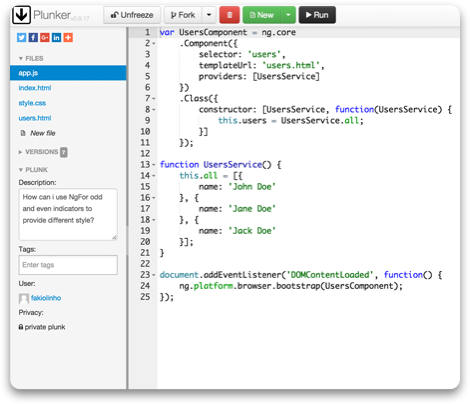 Plunker v0.8.17
Unfreeze Fork New Run
FILES
app.js
index.html
style.css
users.html
New file
VERSIONS ?
PLUNK
Description:
How can i use NgFor odd
and even indicators to
provide different style?
Tags:
Enter tags
User:
fakiolinho
Privacy:
private plunk
1 var UsersComponent = ng.core
2 .Component({
3 selector: 'users',
4 templateUrl: 'users.html',
5 providers: [UsersService]
6 })
7 .Class({
8 constructor: [UsersService, function(UsersService) {
9 this.users = UsersService.all;
10 }]
11 });
12
13 function UsersService() {
14 this.all = [{
15 name: 'John Doe'
16 }, {
17 name: 'Jane Doe'
18 }, {
19 name: 'Jack Doe'
20 }];
21 }
22
23 document.addEventListener('DOMContentLoaded', function() {
24 ng.platform.browser.bootstrap(UsersComponent);
25 });